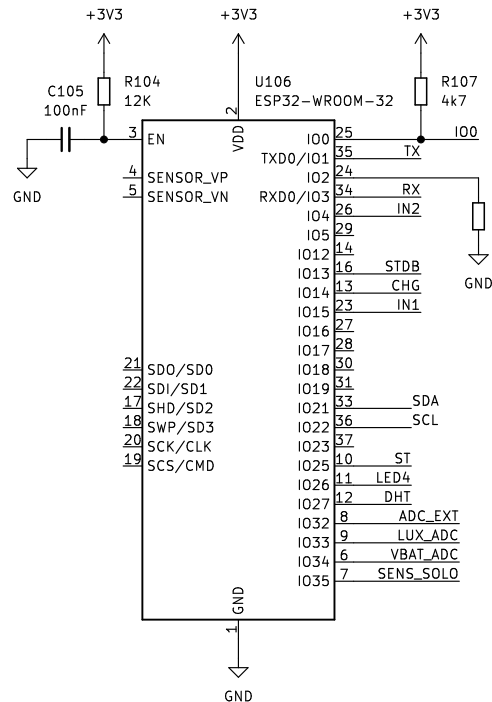 +3V3 +3V3 +3V3
C105 R104 U106 R107
100nF 12K ESP32-WROOM-32 4k7
2
VDD
3 EN IO0 25 IO0
TXD0/IO1 35 TX
4 SENSOR_VP IO2 24
5 SENSOR_VN RXD0/IO3 34 RX
GND
IO4 26 IN2
IO5 29
IO12 14
IO13 16 STDB
GND
IO14 13 CHG
IO15 23 IN1
IO16 27
IO17 28
21 SDO/SD0 IO18 30
22 SDI/SD1 IO19 31
17 SHD/SD2 IO21 33 SDA
18 SWP/SD3 IO22 36 SCL
20 SCK/CLK IO23 37
19 SCS/CMD IO25 10 ST
IO26 11 LED4
IO27 12 DHT
IO32 8 ADC_EXT
IO33 9 LUX_ADC
IO34 6 VBAT_ADC
IO35 7 SENS_SOLO
GND
1
GND